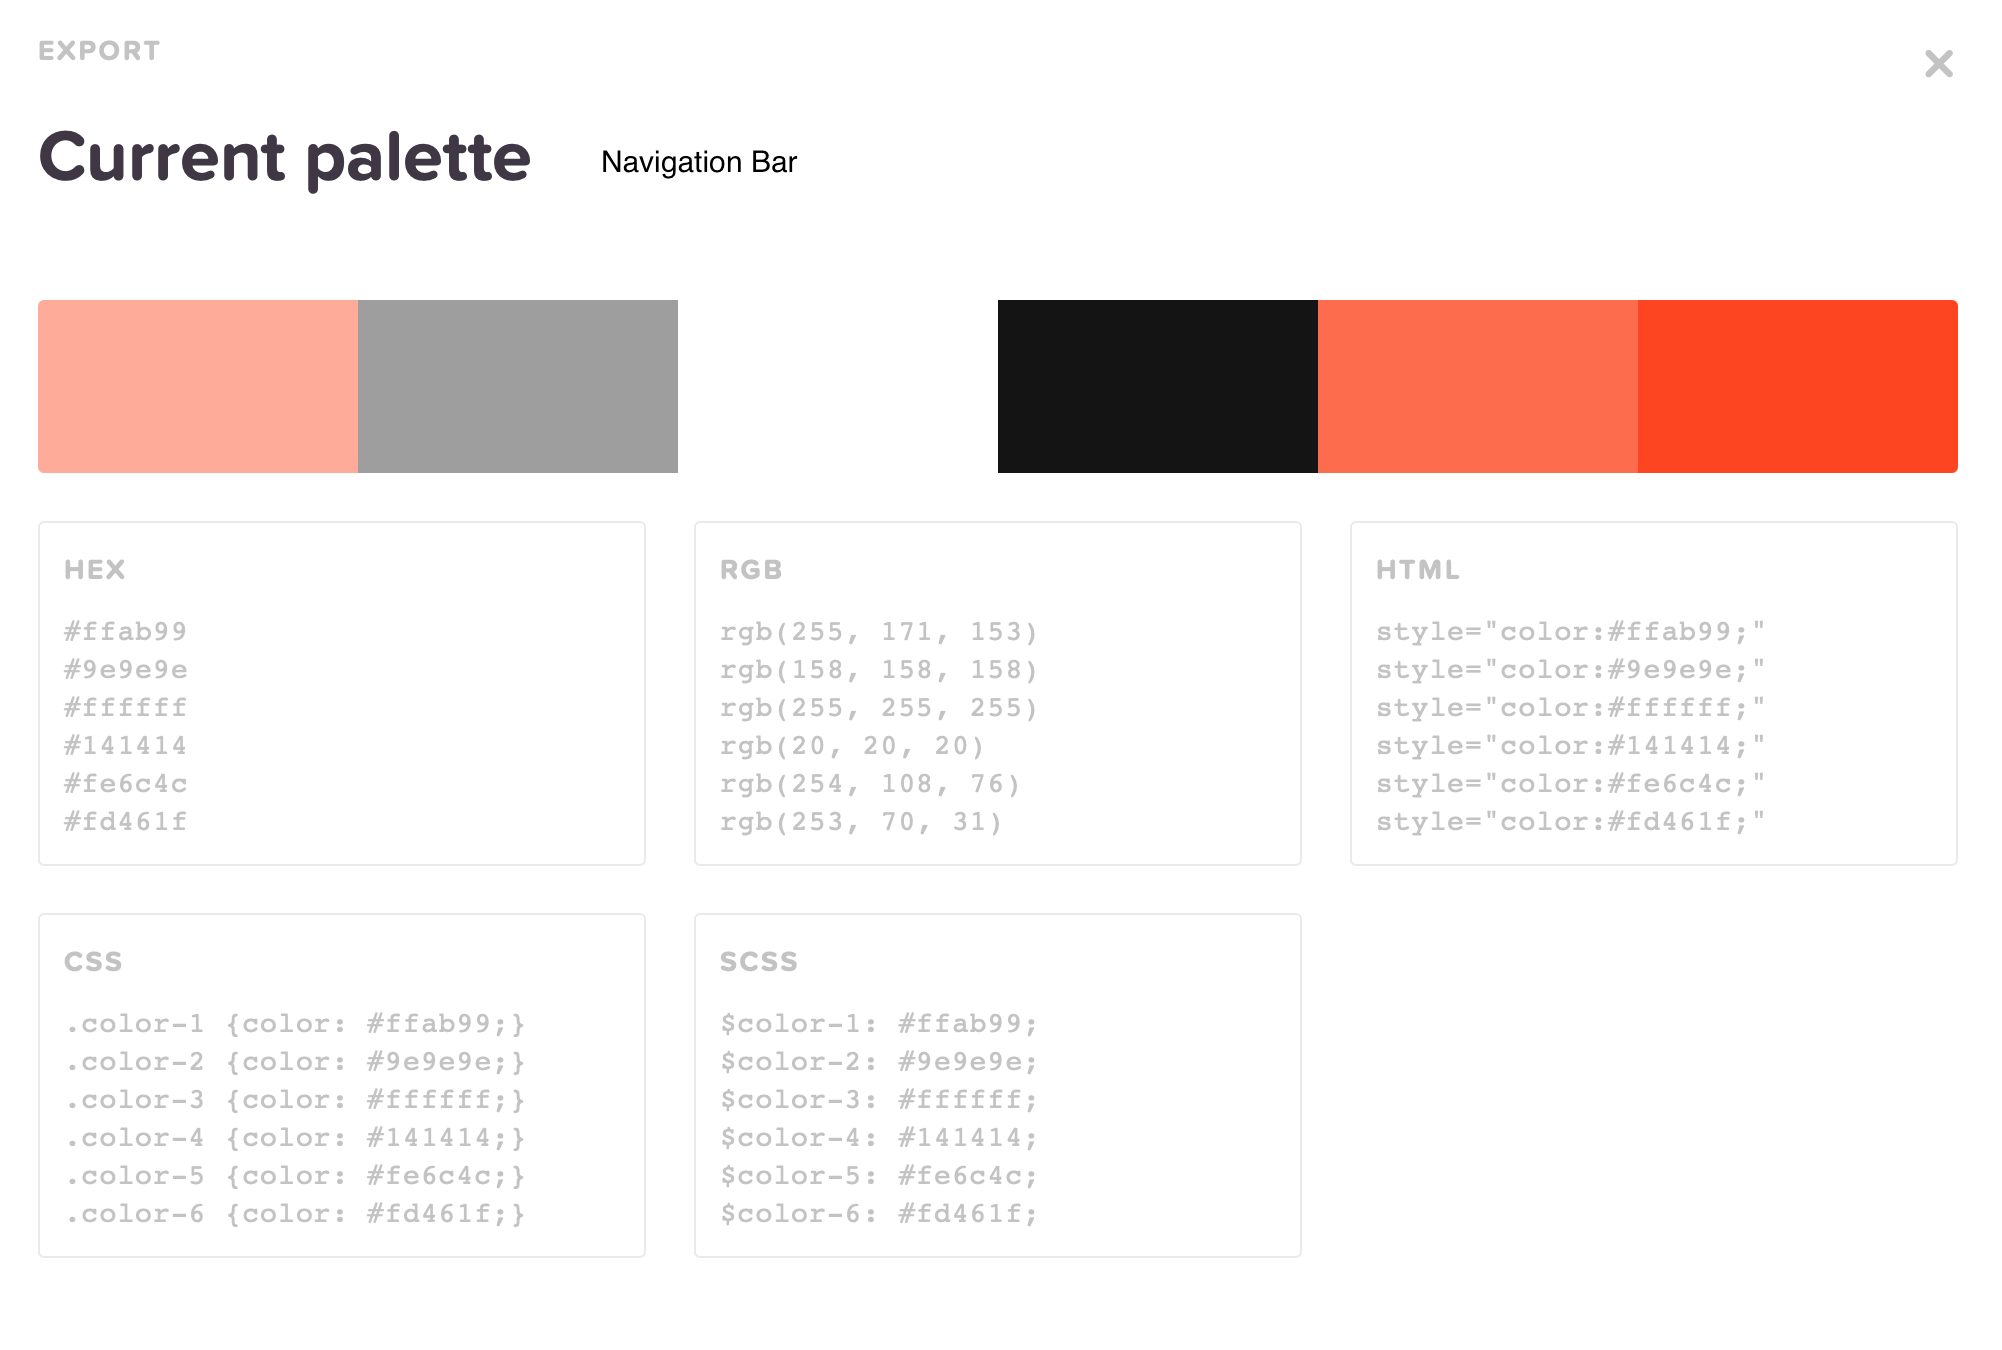 EXPORT
Current palette
Navigation Bar
HEX
#ffab99
#9e9e9e
#ffffff
#141414
#fe6c4c
#fd461f
RGB
rgb(255, 171, 153)
rgb(158, 158, 158)
rgb(255, 255, 255)
rgb(20, 20, 20)
rgb(254, 108, 76)
rgb(253, 70, 31)
HTML
style="color:#ffab99;"
style="color:#9e9e9e;"
style="color:#ffffff;"
style="color:#141414;"
style="color:#fe6c4c;"
style="color:#fd461f;"
CSS
.color-1 {color: #ffab99;}
.color-2 {color: #9e9e9e;}
.color-3 {color: #ffffff;}
.color-4 {color: #141414;}
.color-5 {color: #fe6c4c;}
.color-6 {color: #fd461f;}
SCSS
$color-1: #ffab99;
$color-2: #9e9e9e;
$color-3: #ffffff;
$color-4: #141414;
$color-5: #fe6c4c;
$color-6: #fd461f;